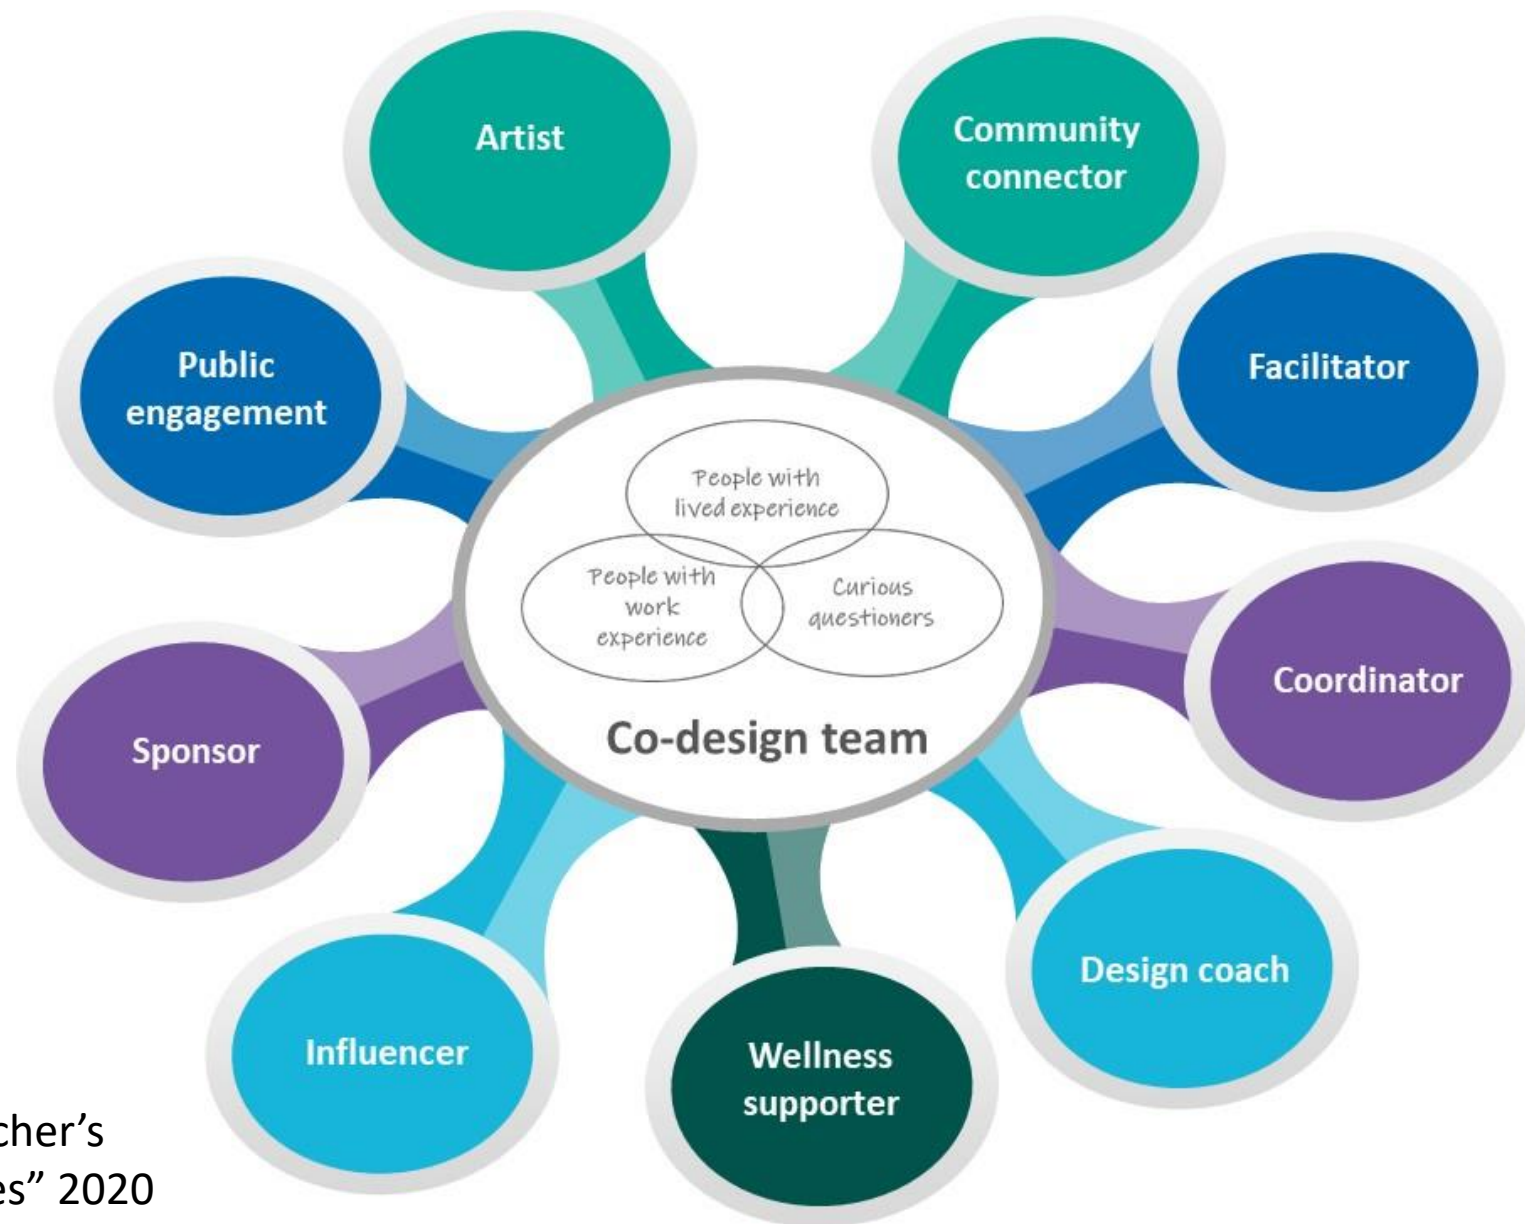 Artist
Community
connector
Public
engagement
Facilitator
People with
lived experience
People with
work
experience
Curious
questioners
Co-design team
Sponsor
Coordinator
Influencer
Wellness
supporter
Design coach
cher’s
es” 2020